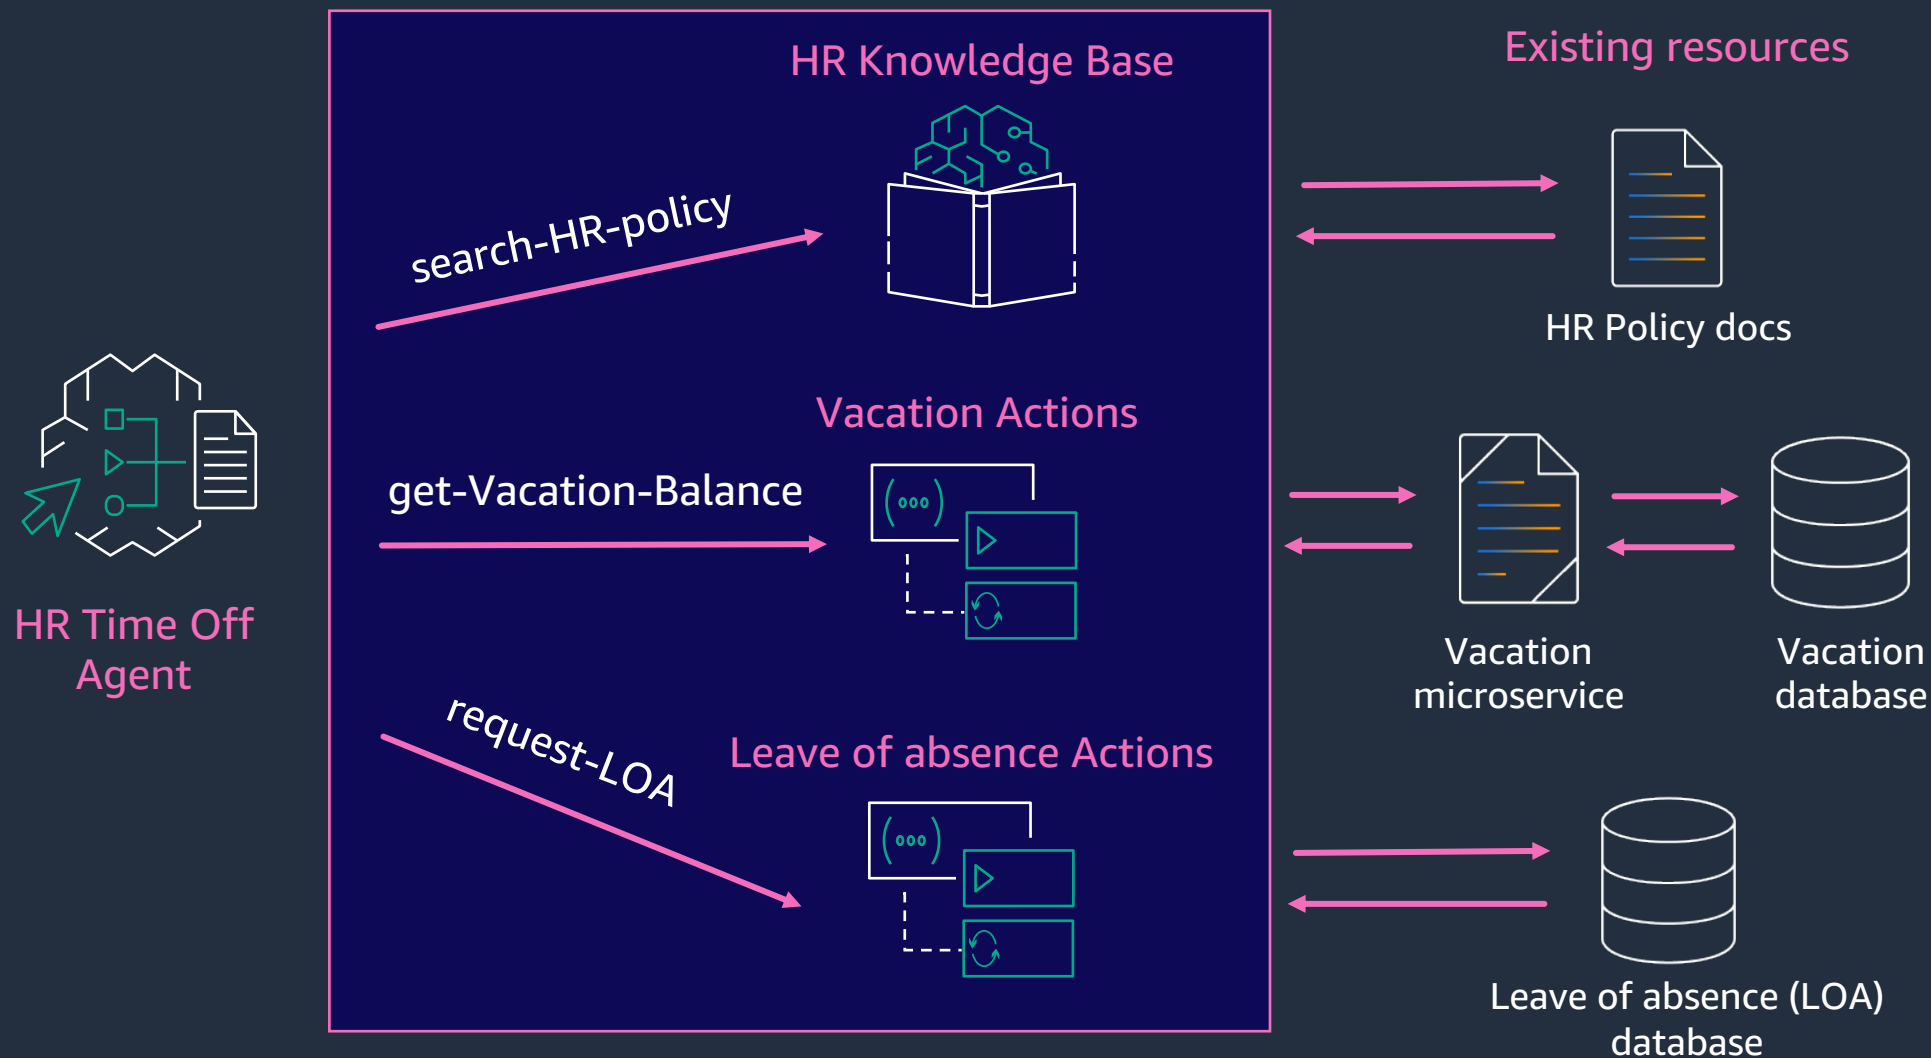 HR Knowledge Base
Existing resources
search-HR-policy
HR Policy docs
Vacation Actions
get-Vacation-Balance
HR Time Off
Agent
Vacation
microservice
Vacation
database
request-LOA
Leave of absence Actions
Leave of absence (LOA)
database